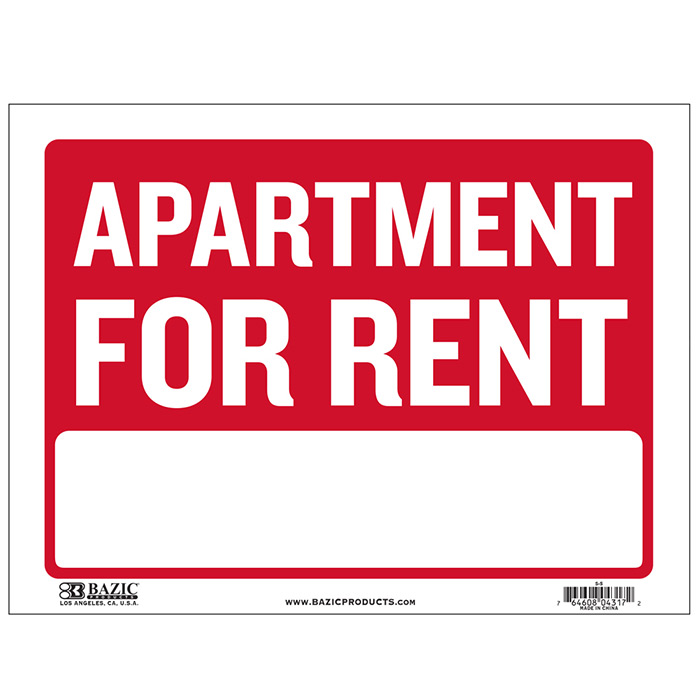 APARTMENT
FOR RENT
BAZIC
PRODUCTS
LOS ANGELES, CA, U.S.A.
WWW.BAZICPRODUCTS.COM
S-5
7 64608 04317 2
MADE IN CHINA